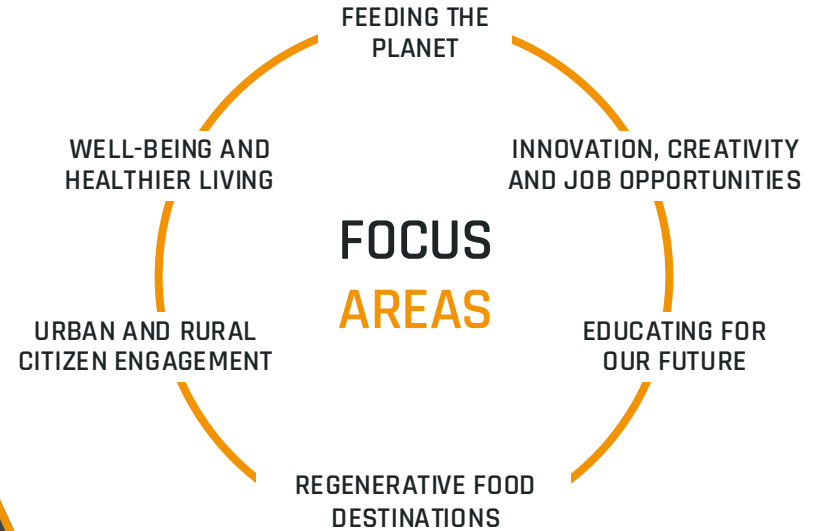 FEEDING THE
PLANET
WELL-BEING AND
HEALTHIER LIVING
INNOVATION, CREATIVITY
AND JOB OPPORTUNITIES
FOCUS
AREAS
URBAN AND RURAL
CITIZEN ENGAGEMENT
EDUCATING FOR
OUR FUTURE
REGENERATIVE FOOD
DESTINATIONS